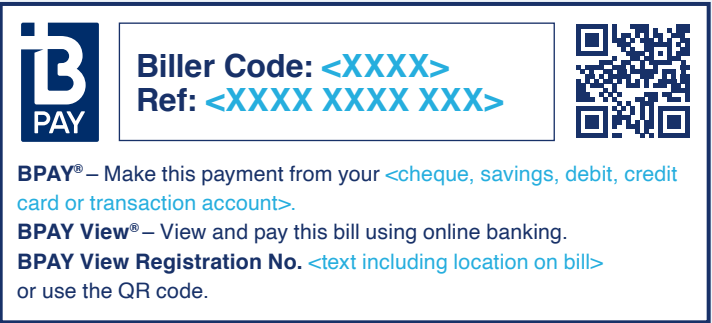 B
PAY
Biller Code: <XXXX>
Ref: <XXXX XXXX XXX>
BPAY® – Make this payment from your <cheque, savings, debit, credit
card or transaction account>.
BPAY View® – View and pay this bill using online banking.
BPAY View Registration No. <text including location on bill>
or use the QR code.